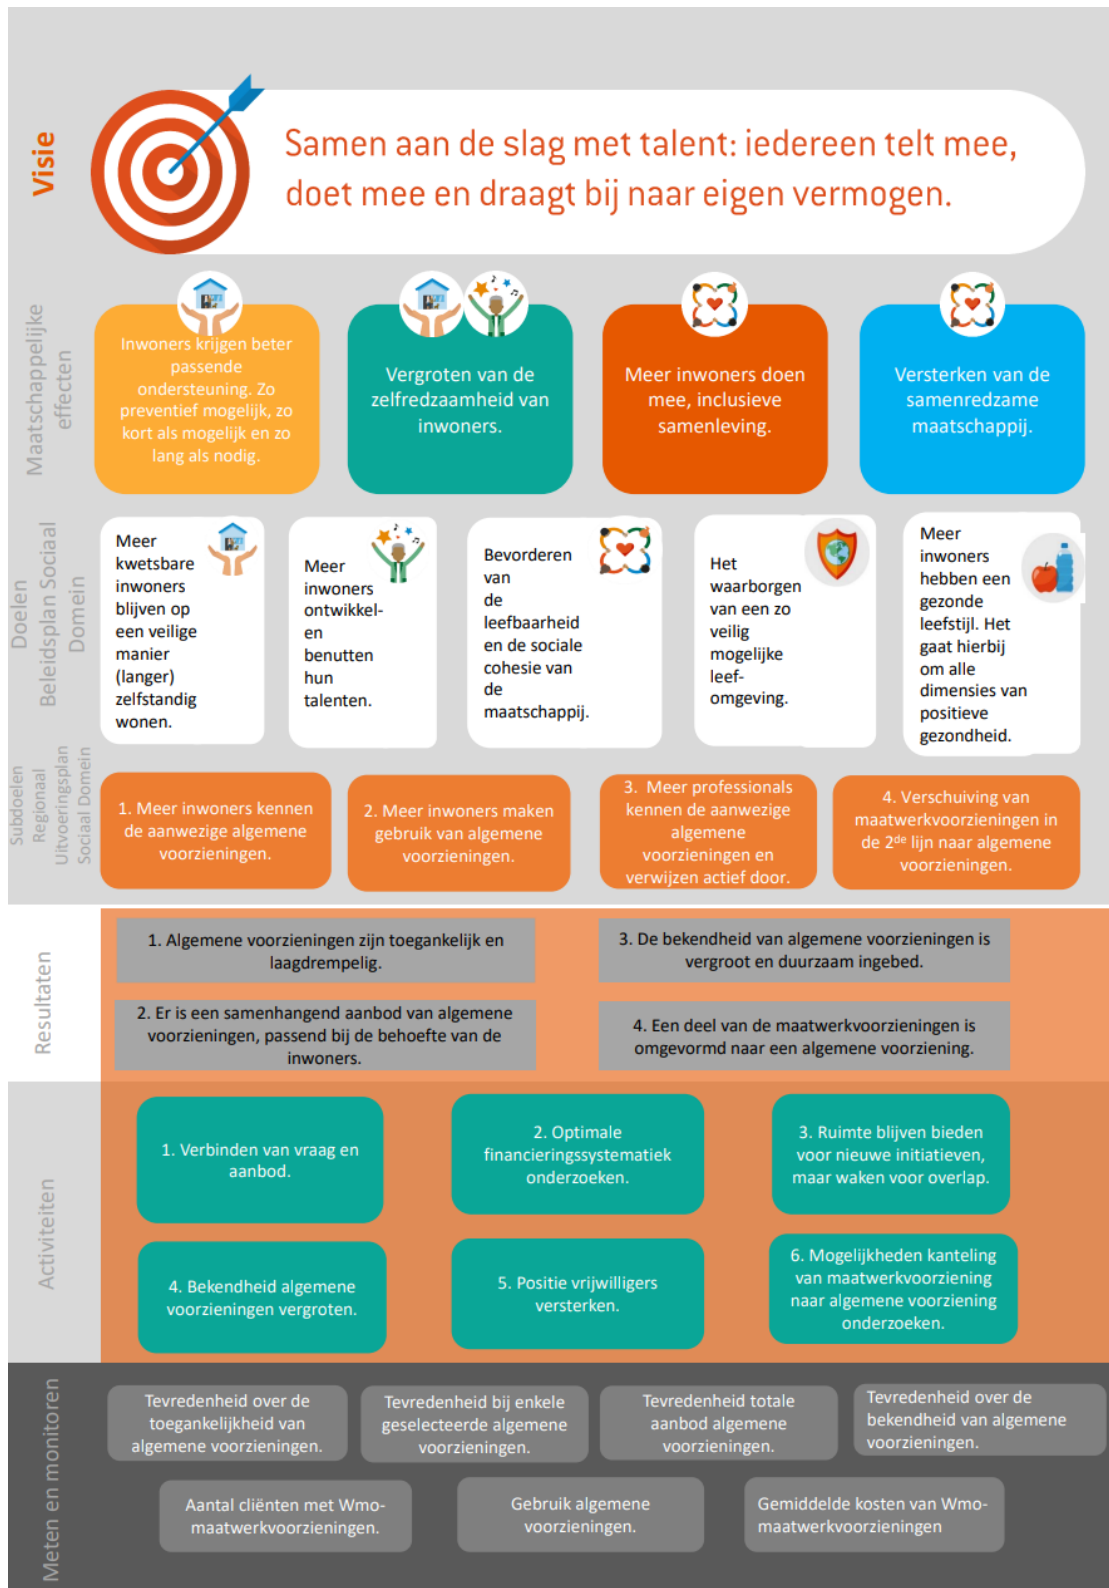 Visie
Samen aan de slag met talent: iedereen telt mee,
doet mee en draagt bij naar eigen vermogen.
Maatschappelijke
effecten
Inwoners krijgen beter
passende
ondersteuning. Zo
preventief mogelijk, zo
kort als mogelijk en zo
lang als nodig.
Vergroten van de
zelfredzaamheid van
inwoners.
Meer inwoners doen
mee, inclusieve
samenleving.
Versterken van de
samenredzame
maatschappij.
Doelen
Beleidsplan Sociaal
Domein
Meer
kwetsbare
inwoners
blijven op
een veilige
manier
(langer)
zelfstandig
wonen.
Meer
inwoners
ontwikkel-
en
benutten
hun
talenten.
Bevorderen
van
de
leefbaarheid
en de sociale
cohesie van
de
maatschappij.
Het
waarborgen
van een zo
veilig
mogelijke
leef-
omgeving.
Meer
inwoners
hebben een
gezonde
leefstijl. Het
gaat hierbij
om alle
dimensies van
positieve
gezondheid.
Subdoelen
Regionaal
Uitvoeringsplan
Sociaal Domein
1. Meer inwoners kennen
de aanwezige algemene
voorzieningen.
2. Meer inwoners maken
gebruik van algemene
voorzieningen.
3. Meer professionals
kennen de aanwezige
algemene
voorzieningen en
verwijzen actief door.
4. Verschuiving van
maatwerkvoorzieningen in
de 2de lijn naar algemene
voorzieningen.
Resultaten
1. Algemene voorzieningen zijn toegankelijk en
laagdrempelig.
2. Er is een samenhangend aanbod van algemene
voorzieningen, passend bij de behoefte van de
inwoners.
3. De bekendheid van algemene voorzieningen is
vergroot en duurzaam ingebed.
4. Een deel van de maatwerkvoorzieningen is
omgevormd naar een algemene voorziening.
Activiteiten
1. Verbinden van vraag en
aanbod.
2. Optimale
financieringssystematiek
onderzoeken.
3. Ruimte blijven bieden
voor nieuwe initiatieven,
maar waken voor overlap.
4. Bekendheid algemene
voorzieningen vergroten.
5. Positie vrijwilligers
versterken.
6. Mogelijkheden kanteling
van maatwerkvoorziening
naar algemene voorziening
onderzoeken.
Meten en monitoren
Tevredenheid over de
toegankelijkheid van
algemene voorzieningen.
Tevredenheid bij enkele
geselecteerde algemene
voorzieningen.
Tevredenheid totale
aanbod algemene
voorzieningen.
Tevredenheid over de
bekendheid van algemene
voorzieningen.
Aantal cliënten met Wmo-
maatwerkvoorzieningen.
Gebruik algemene
voorzieningen.
Gemiddelde kosten van Wmo-
maatwerkvoorzieningen